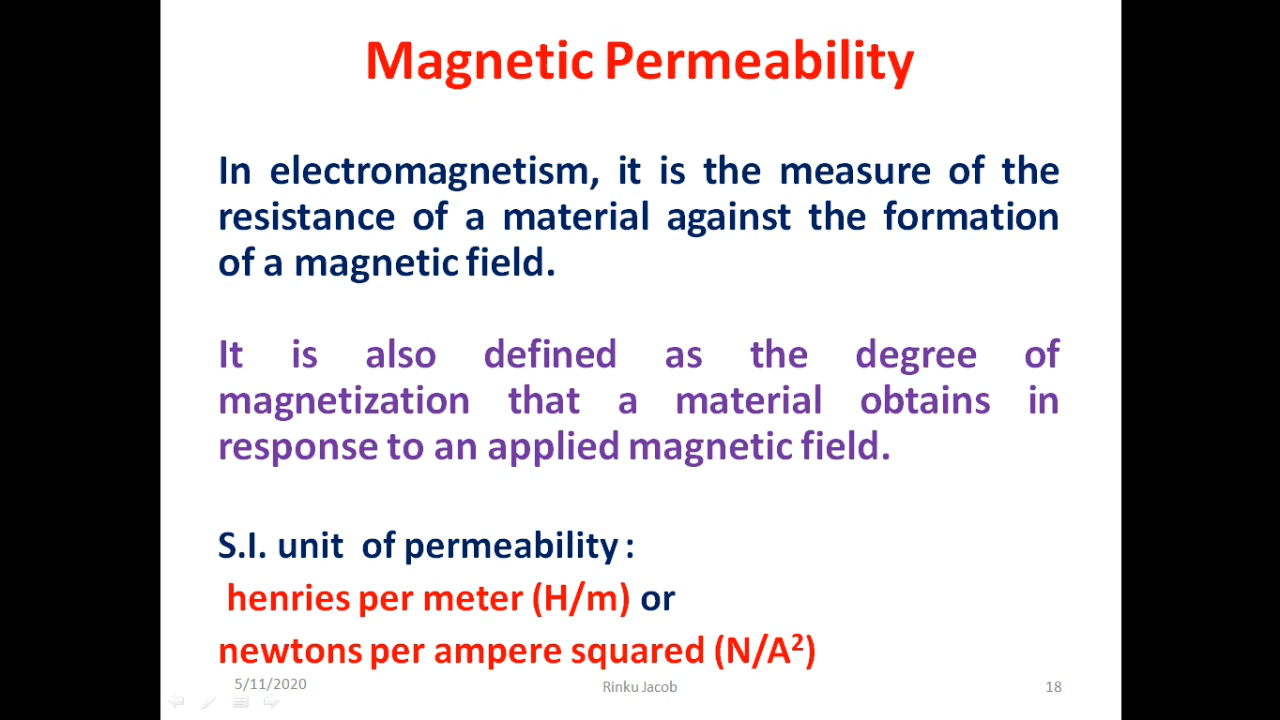 Magnetic Permeability
In electromagnetism, it is the measure of the
resistance of a material against the formation
of a magnetic field.
It is also defined as the degree of
magnetization that a material obtains in
response to an applied magnetic field.
S.I. unit of permeability :
henries per meter (H/m) or
newtons per ampere squared (N/A²)
5/11/2020 Rinku Jacob 18